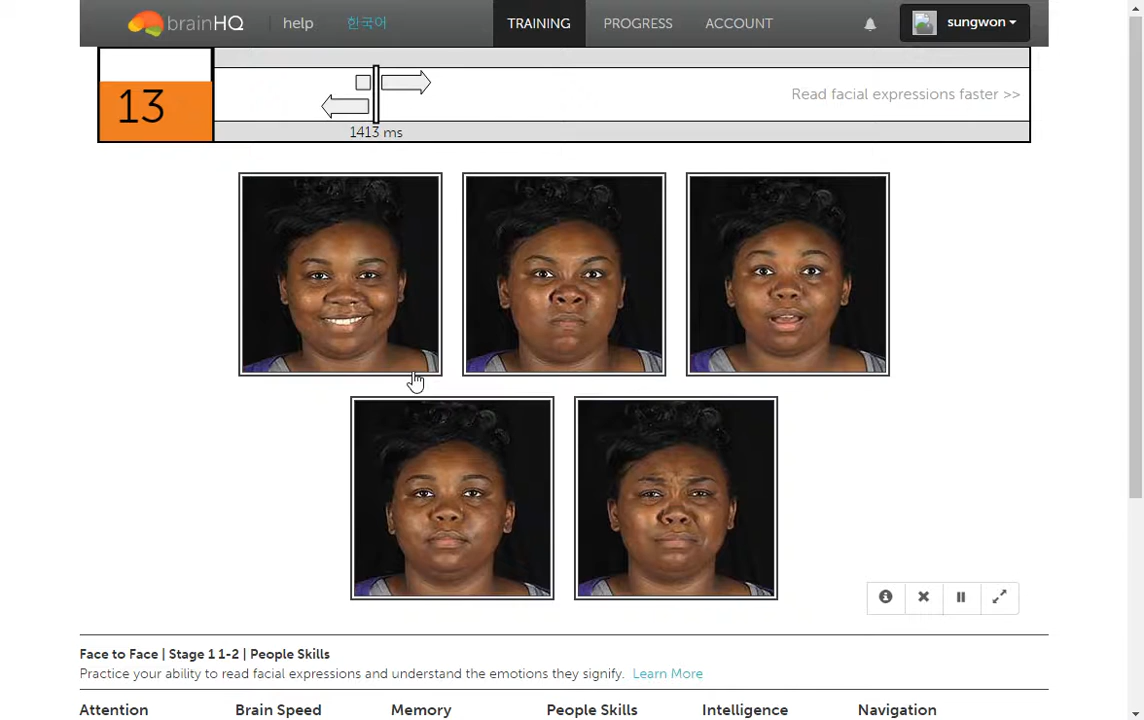 brainHQ help 한국어 TRAINING PROGRESS ACCOUNT sungwon
13
Read facial expressions faster >>
1413 ms
Face to Face | Stage 1 1-2 | People Skills
Practice your ability to read facial expressions and understand the emotions they signify. Learn More
Attention Brain Speed Memory People Skills Intelligence Navigation